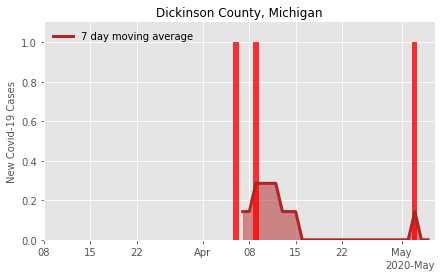 Dickinson County, Michigan
7 day moving average
New Covid-19 Cases
1.0
0.8
0.6
0.4
0.2
0.0
08 15 22 Apr 08 15 22 May
2020-May